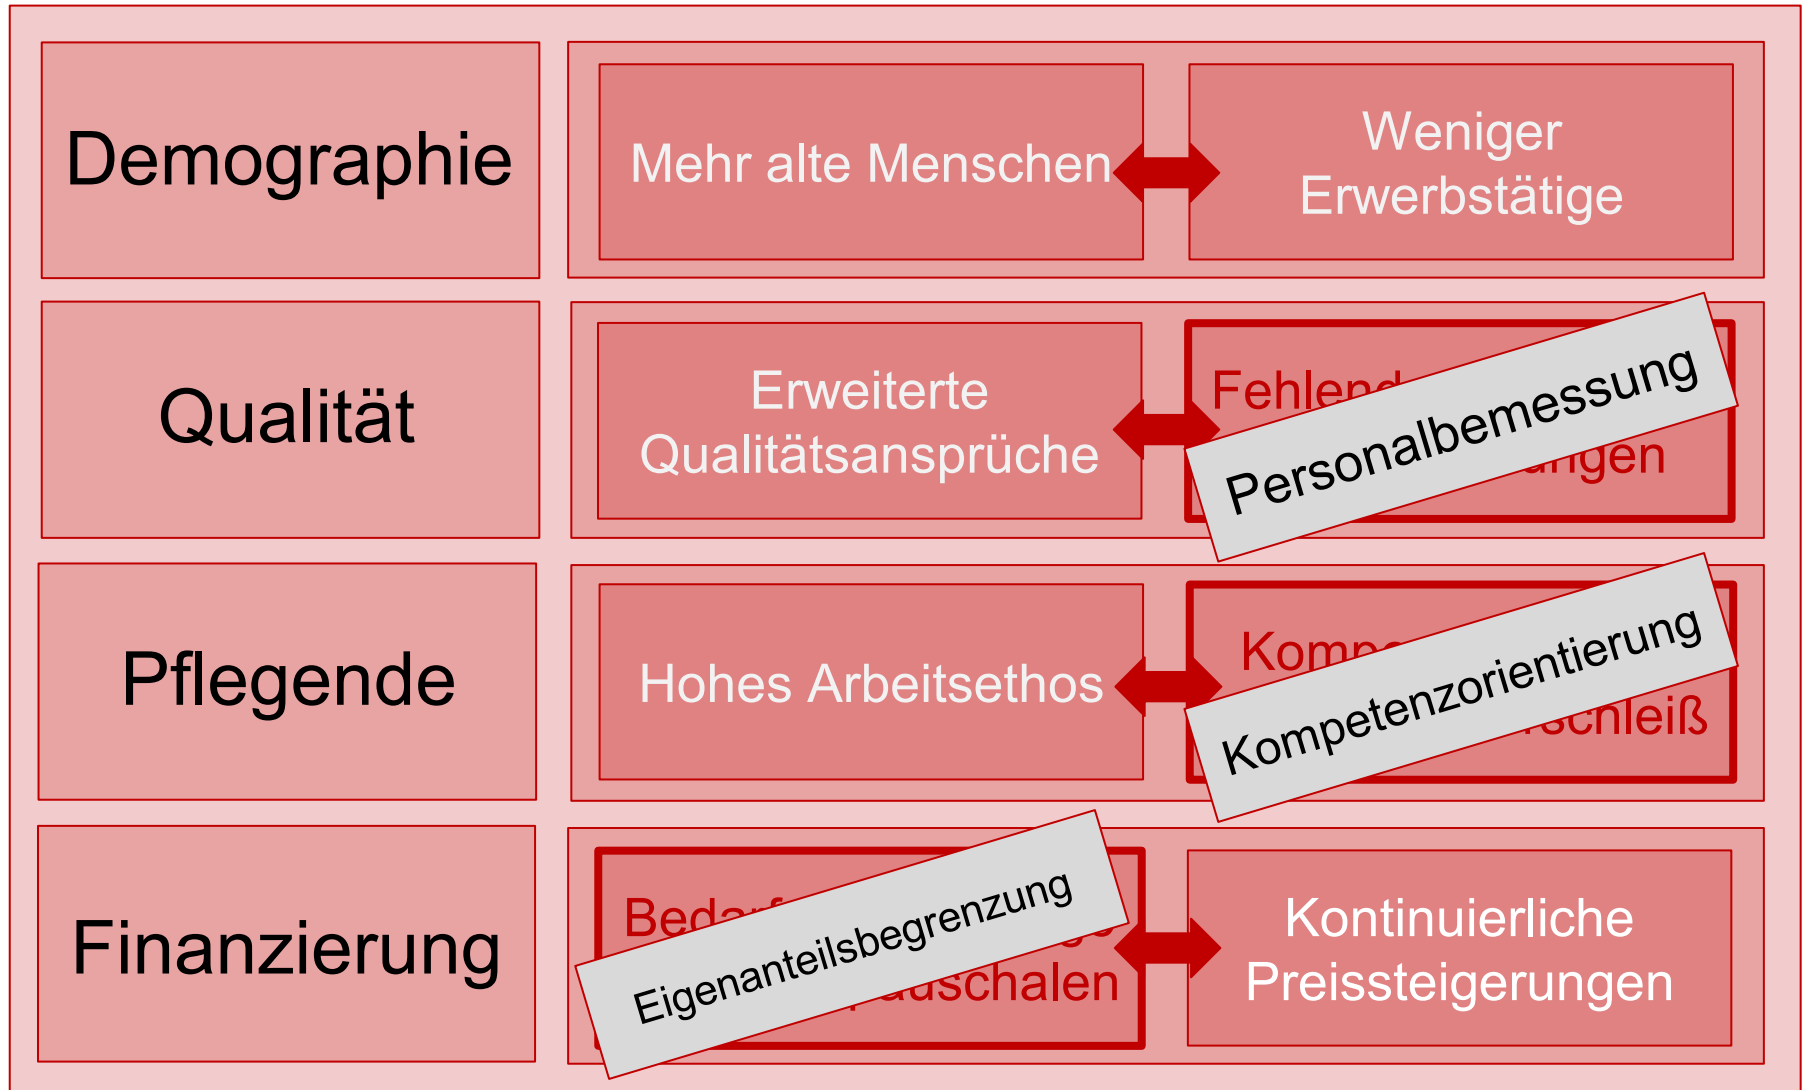 Demographie
Mehr alte Menschen
Weniger
Erwerbstätige
Qualität
Erweiterte
Qualitätsansprüche
Personalbemessung
Pflegende
Hohes Arbeitsethos
Kompetenzorientierung
Finanzierung
Eigenanteilsbegrenzung
Kontinuierliche
Preissteigerungen